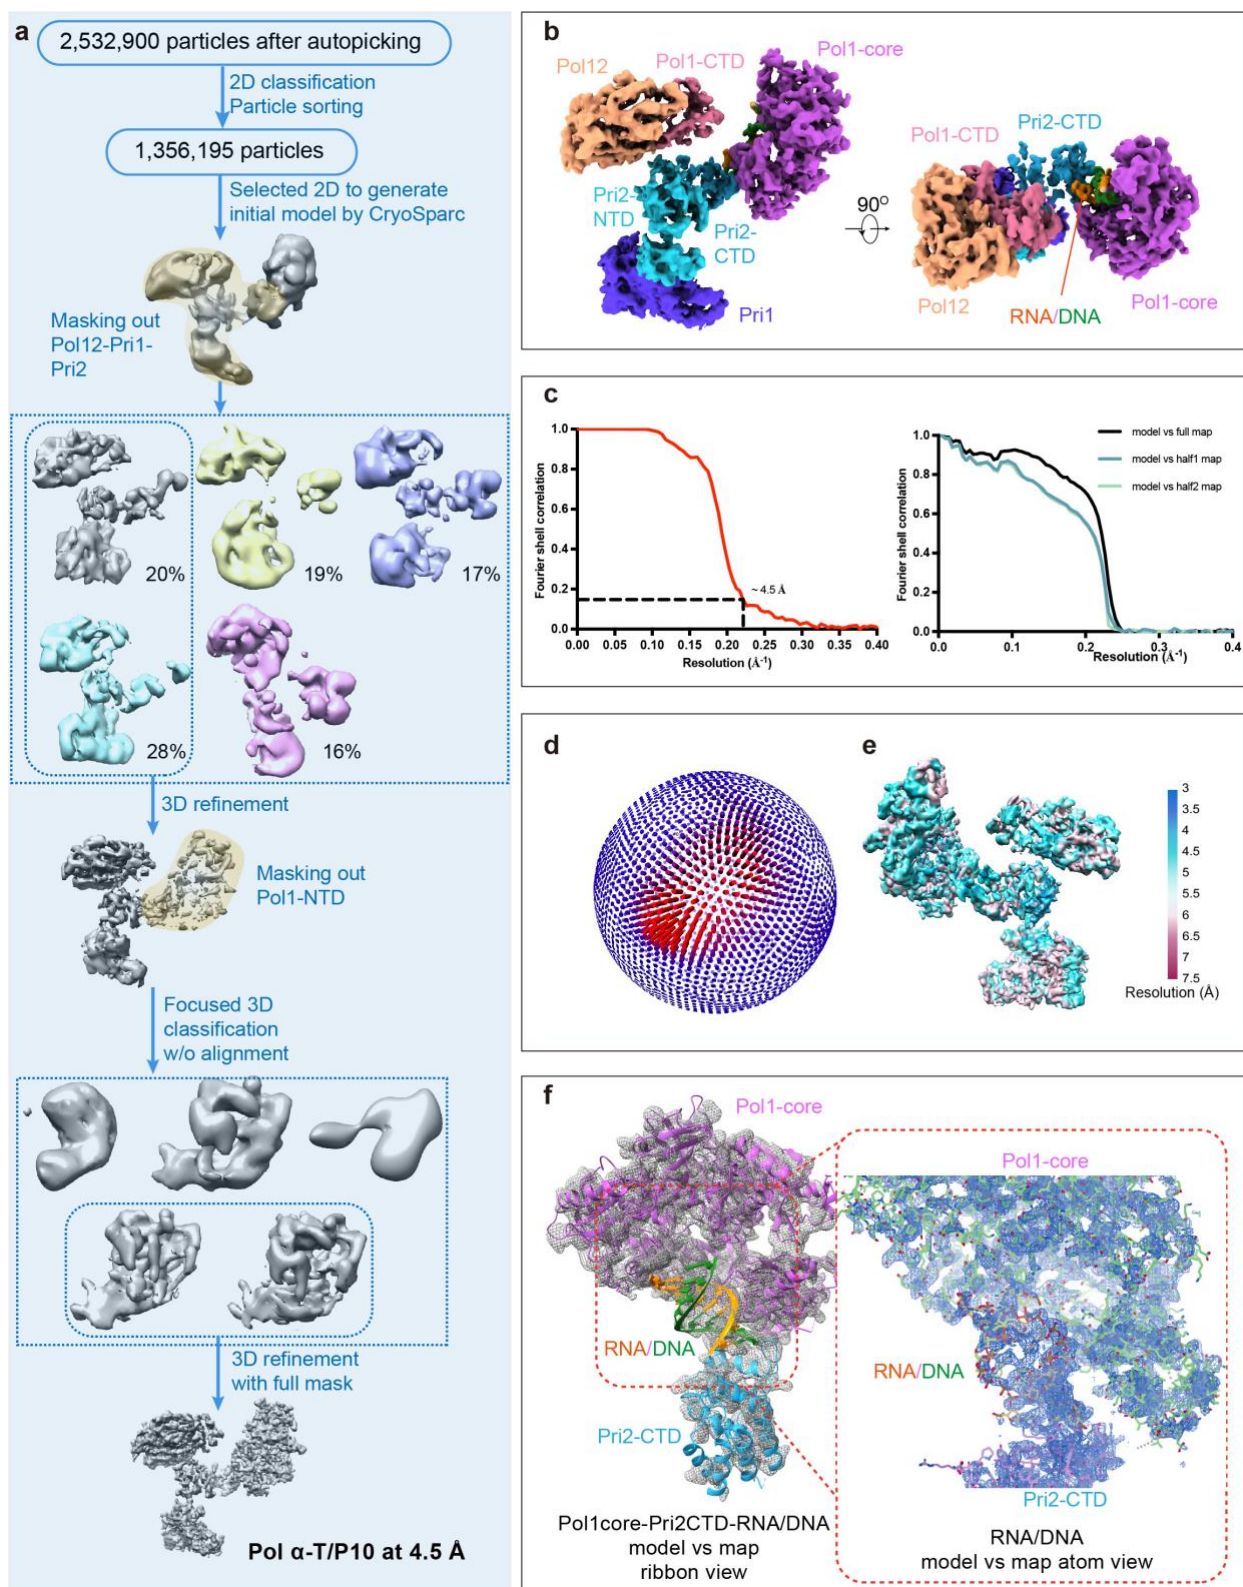 a
2,532,900 particles after autopicking
2D classification
Particle sorting
1,356,195 particles
Selected 2D to generate
initial model by CryoSparc
Masking out
Pol12-Pri1-
Pri2
20%
19%
17%
28%
16%
3D refinement
Masking out
Pol1-NTD
Focused 3D
classification
w/o alignment
3D refinement
with full mask
Pol α-T/P10 at 4.5 Å
b
Pol12
Pol1-CTD
Pol1-core
Pri2-
NTD
Pri2-
CTD
Pri1
90O
Pol1-CTD
Pri2-CTD
Pol12
RNA/DNA
Pol1-core
c
Fourier shell correlation
1.0
0.8
0.6
0.4
0.2
0.0
~ 4.5 Å
0.00 0.05 0.10 0.15 0.20 0.25 0.30 0.35 0.40
Resolution (Å-1)
Fourier shell correlation
1.0
0.8
0.6
0.4
0.2
0.0
model vs full map
model vs half1 map
model vs half2 map
0.0 0.1 0.2 0.3 0.4
Resolution (Å-1)
d
e
3
3.5
4
4.5
5
5.5
6
6.5
7
7.5
Resolution (Å)
f
Pol1-core
RNA/DNA
Pri2-CTD
Pol1core-Pri2CTD-RNA/DNA
model vs map
ribbon view
Pol1-core
RNA/DNA
Pri2-CTD
RNA/DNA
model vs map atom view